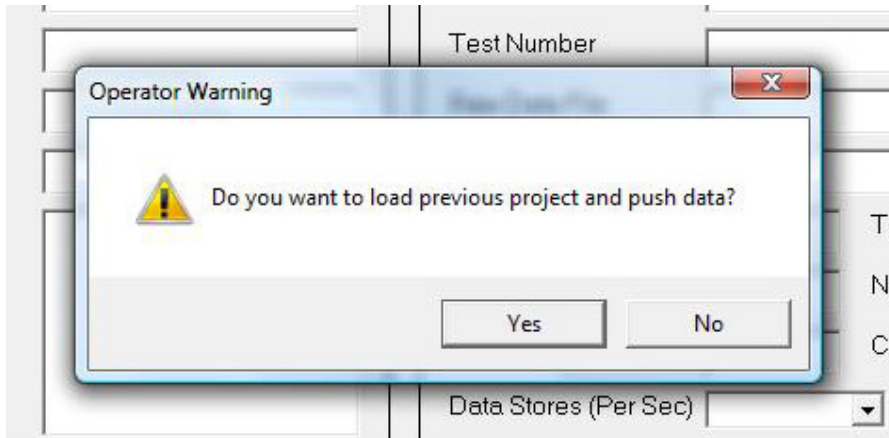 Test Number
Operator Warning
Do you want to load previous project and push data?
T
N
Yes
No
C
Data Stores (Per Sec)